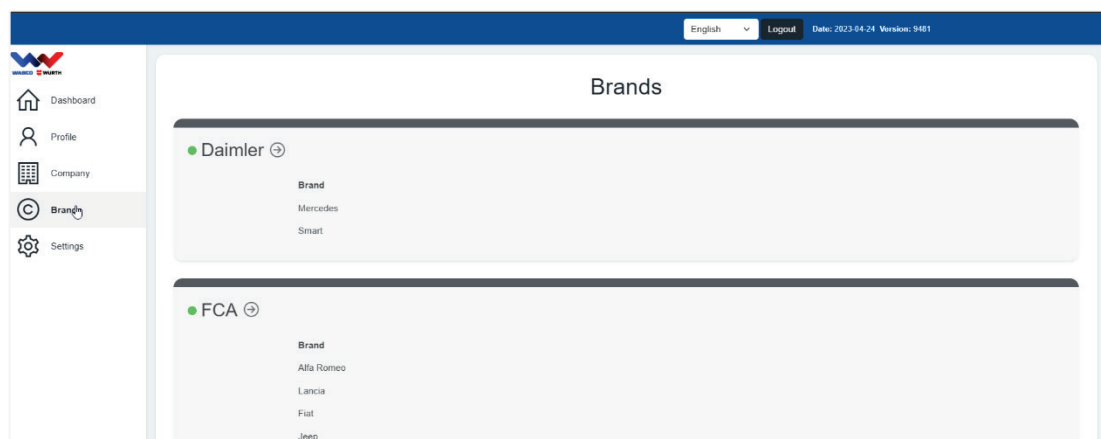 English
Logout
Date: 2023-04-24 Version: 9481
WABCO WURTH
Dashboard
Profile
Company
Settings
Brands
Daimler
Brand
Mercedes
Smart
FCA
Brand
Alfa Romeo
Lancia
Fiat
Jeep